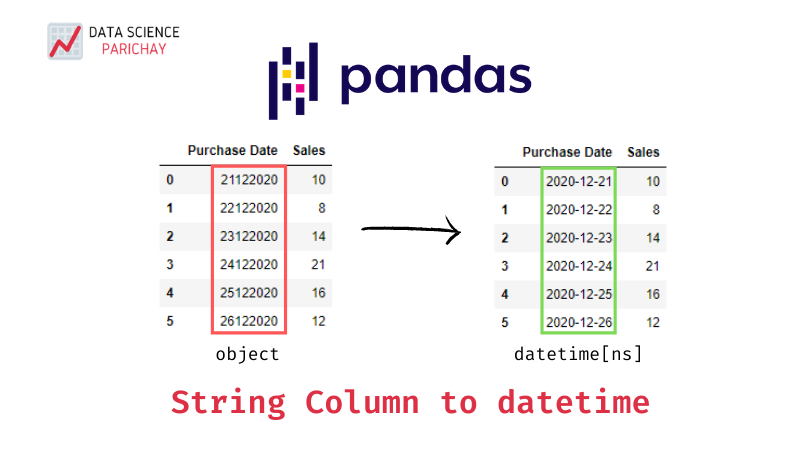 DATA SCIENCE
PARICHAY
pandas
Purchase Date Sales
0 21122020 10
1 22122020 8
2 23122020 14
3 24122020 21
4 25122020 16
5 26122020 12
object
Purchase Date Sales
0 2020-12-21 10
1 2020-12-22 8
2 2020-12-23 14
3 2020-12-24 21
4 2020-12-25 16
5 2020-12-26 12
datetime[ns]
String Column to datetime